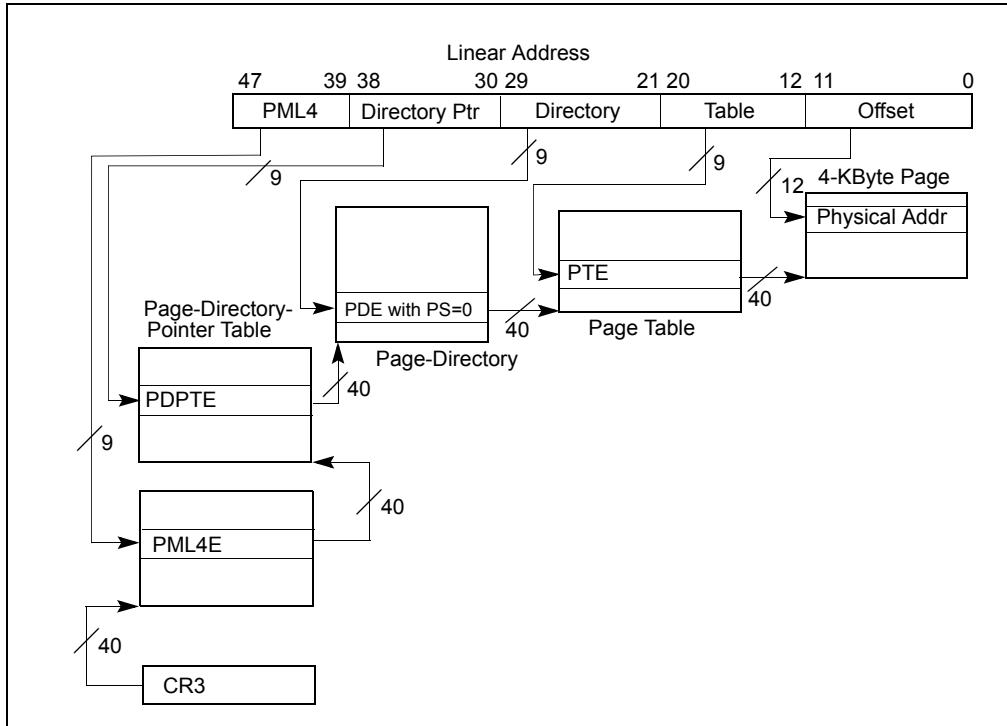 Linear Address
47 39 38 30 29 21 20 12 11 0
PML4 Directory Ptr Directory Table Offset
9 9 9 12 4-KByte Page
Physical Addr
PTE
40
PDE with PS=0
40
Page Table
Page-Directory-
Pointer Table
Page-Directory
40
PDPTE
9
40
PML4E
40
CR3